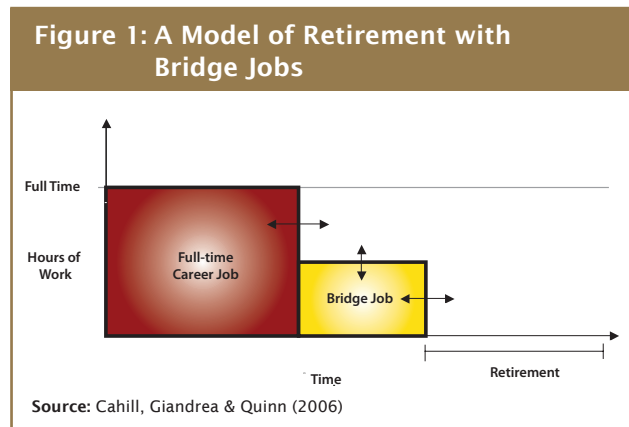 Figure 1: A Model of Retirement with
Bridge Jobs
Full Time
Hours of
Work
Full-time
Career Job
Bridge Job
Time
Retirement
Source: Cahill, Giandrea & Quinn (2006)